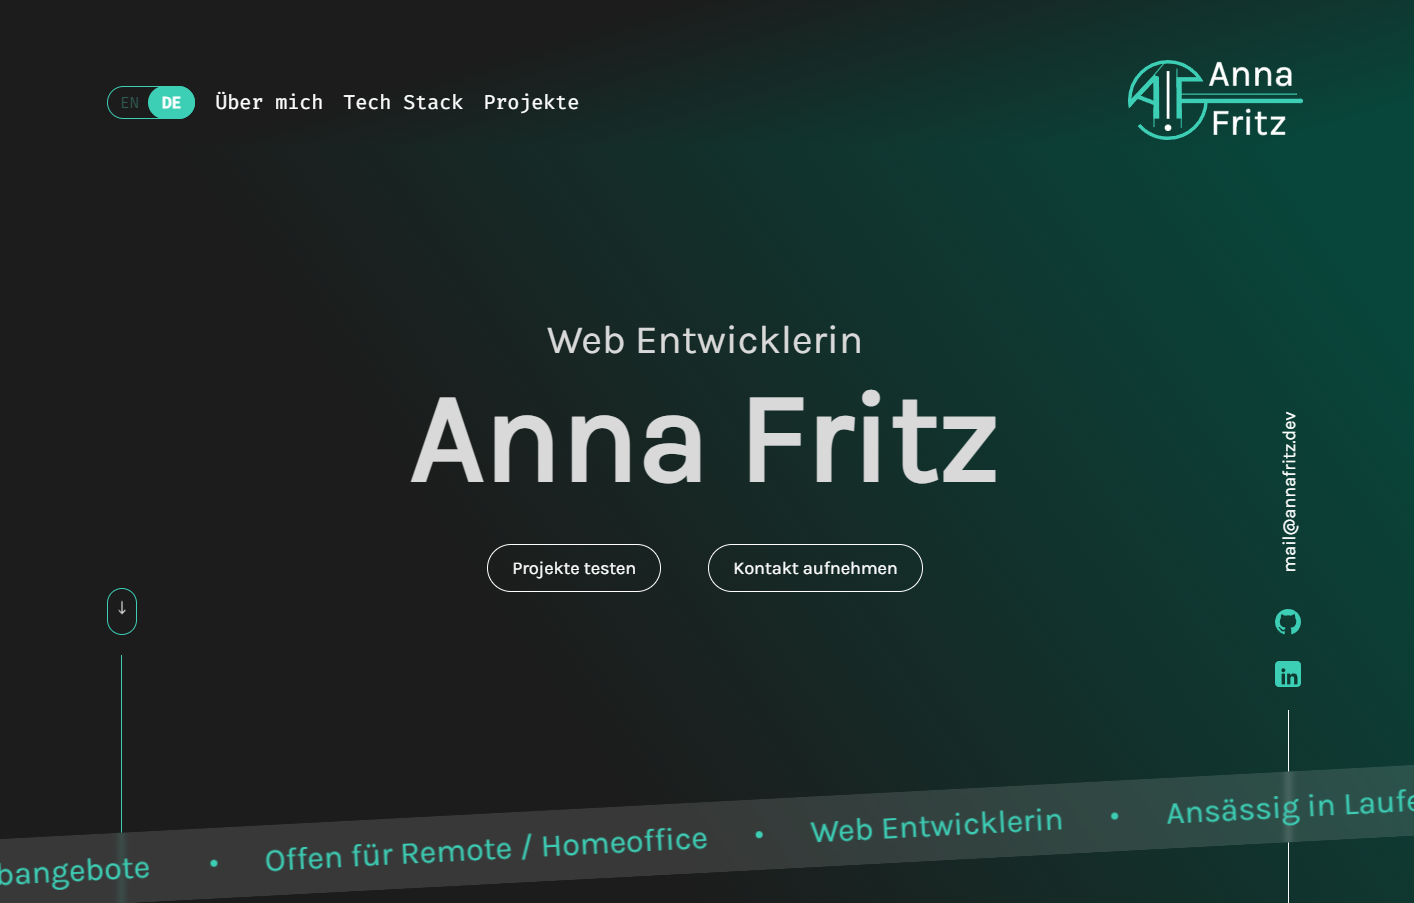 EN DE Über mich Tech Stack Projekte
Anna
Fritz
Web Entwicklerin
Anna Fritz
Projekte testen Kontakt aufnehmen
mail@annafritz.dev
in
bangebote • Offen für Remote / Homeoffice • Web Entwicklerin • Ansässig in Laufe